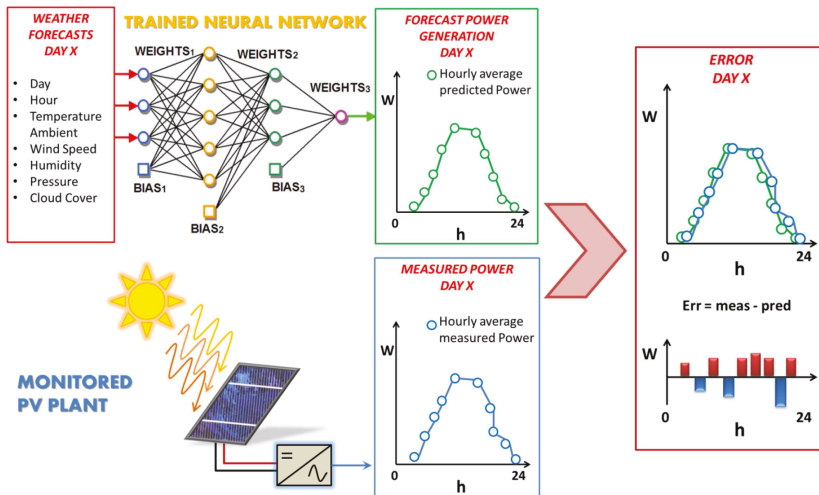 WEATHER
FORECASTS
DAY X
• Day
• Hour
• Temperature
Ambient
• Wind Speed
• Humidity
• Pressure
• Cloud Cover
TRAINED NEURAL NETWORK
WEIGHTS1
WEIGHTS2
WEIGHTS3
BIAS1
BIAS2
BIAS3
FORECAST POWER
GENERATION
DAY X
Hourly average
predicted Power
W
0
h
24
MEASURED POWER
DAY X
Hourly average
measured Power
W
0
h
24
MONITORED
PV PLANT
ERROR
DAY X
W
0
h
24
Err = meas - pred
W
0
h
24